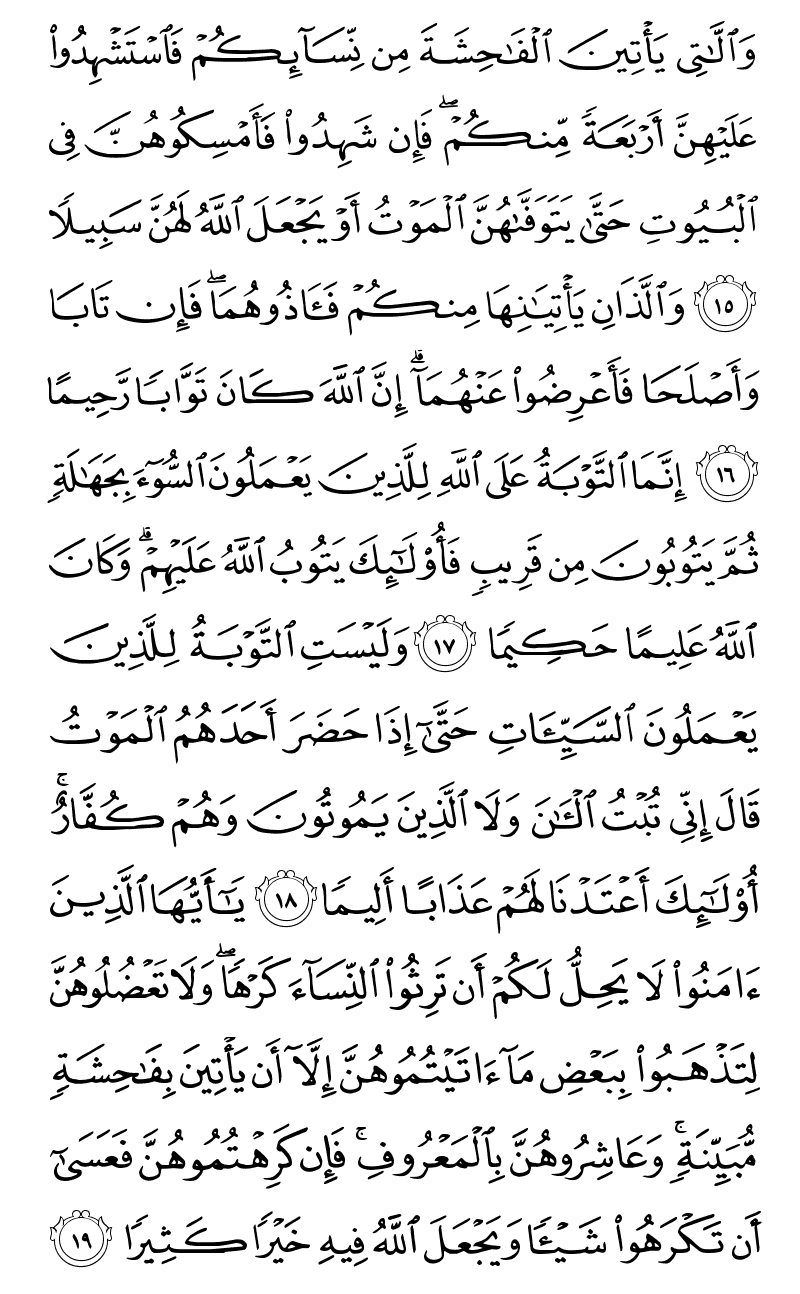 وَٱلَّٰتِى يَأۡتِينَ ٱلۡفَٰحِشَةَ مِن نِّسَآئِكُمۡ فَٱسۡتَشۡهِدُواْ
عَلَيۡهِنَّ أَرۡبَعَةٗ مِّنكُمۡۖ فَإِن شَهِدُواْ فَأَمۡسِكُوهُنَّ فِى
ٱلۡبُيُوتِ حَتَّىٰ يَتَوَفَّىٰهُنَّ ٱلۡمَوۡتُ أَوۡ يَجۡعَلَ ٱللَّهُ لَهُنَّ سَبِيلٗا
١٥ وَٱلَّذَانِ يَأۡتِيَٰنِهَا مِنكُمۡ فَـَٔاذُوهُمَاۖ فَإِن تَابَا
وَأَصۡلَحَا فَأَعۡرِضُواْ عَنۡهُمَآۗ إِنَّ ٱللَّهَ كَانَ تَوَّابٗا رَّحِيمًا
١٦ إِنَّمَا ٱلتَّوۡبَةُ عَلَى ٱللَّهِ لِلَّذِينَ يَعۡمَلُونَ ٱلسُّوٓءَ بِجَهَٰلَةٖ
ثُمَّ يَتُوبُونَ مِن قَرِيبٖ فَأُوْلَٰٓئِكَ يَتُوبُ ٱللَّهُ عَلَيۡهِمۡۗ وَكَانَ
ٱللَّهُ عَلِيمًا حَكِيمٗا ١٧ وَلَيۡسَتِ ٱلتَّوۡبَةُ لِلَّذِينَ
يَعۡمَلُونَ ٱلسَّيِّـَٔاتِ حَتَّىٰٓ إِذَا حَضَرَ أَحَدَهُمُ ٱلۡمَوۡتُ
قَالَ إِنِّى تُبۡتُ ٱلۡـَٰٔنَ وَلَا ٱلَّذِينَ يَمُوتُونَ وَهُمۡ كُفَّارٌۚ
أُوْلَٰٓئِكَ أَعۡتَدۡنَا لَهُمۡ عَذَابًا أَلِيمٗا ١٨ يَٰٓأَيُّهَا ٱلَّذِينَ
ءَامَنُواْ لَا يَحِلُّ لَكُمۡ أَن تَرِثُواْ ٱلنِّسَآءَ كَرۡهٗاۖ وَلَا تَعۡضُلُوهُنَّ
لِتَذۡهَبُواْ بِبَعۡضِ مَآ ءَاتَيۡتُمُوهُنَّ إِلَّآ أَن يَأۡتِينَ بِفَٰحِشَةٖ
مُّبَيِّنَةٖۚ وَعَاشِرُوهُنَّ بِٱلۡمَعۡرُوفِۚ فَإِن كَرِهۡتُمُوهُنَّ فَعَسَىٰٓ
أَن تَكۡرَهُواْ شَيۡـٔٗا وَيَجۡعَلَ ٱللَّهُ فِيهِ خَيۡرٗا كَثِيرٗا ١٩